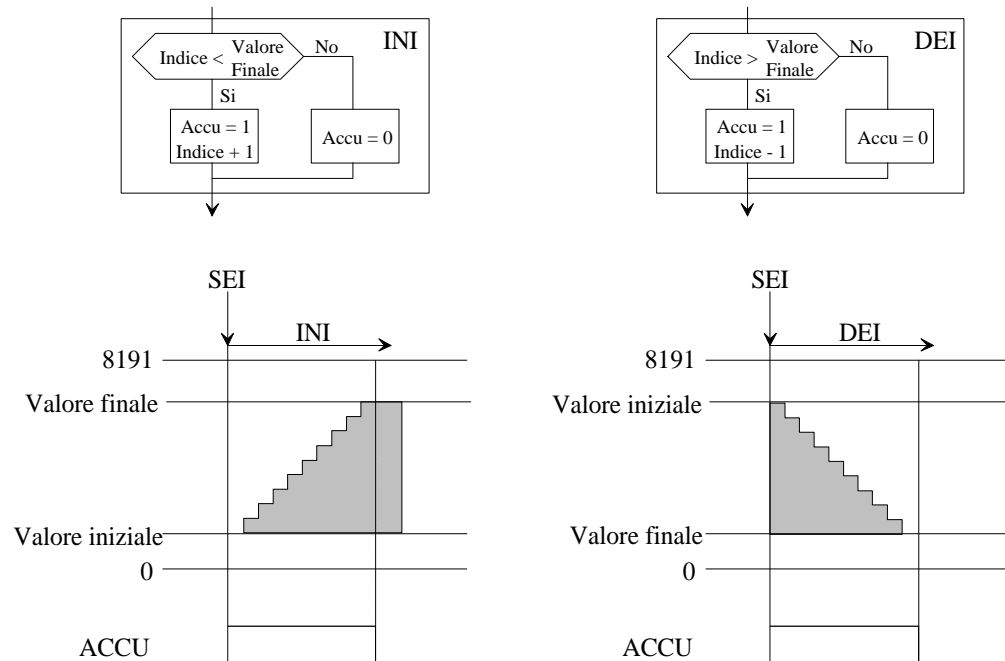 INI
Indice < Valore Finale
No
Si
Accu = 1
Indice + 1
Accu = 0
DEI
Indice > Valore Finale
No
Si
Accu = 1
Indice - 1
Accu = 0
SEI
INI
8191
Valore finale
Valore iniziale
0
ACCU
SEI
DEI
8191
Valore iniziale
Valore finale
0
ACCU